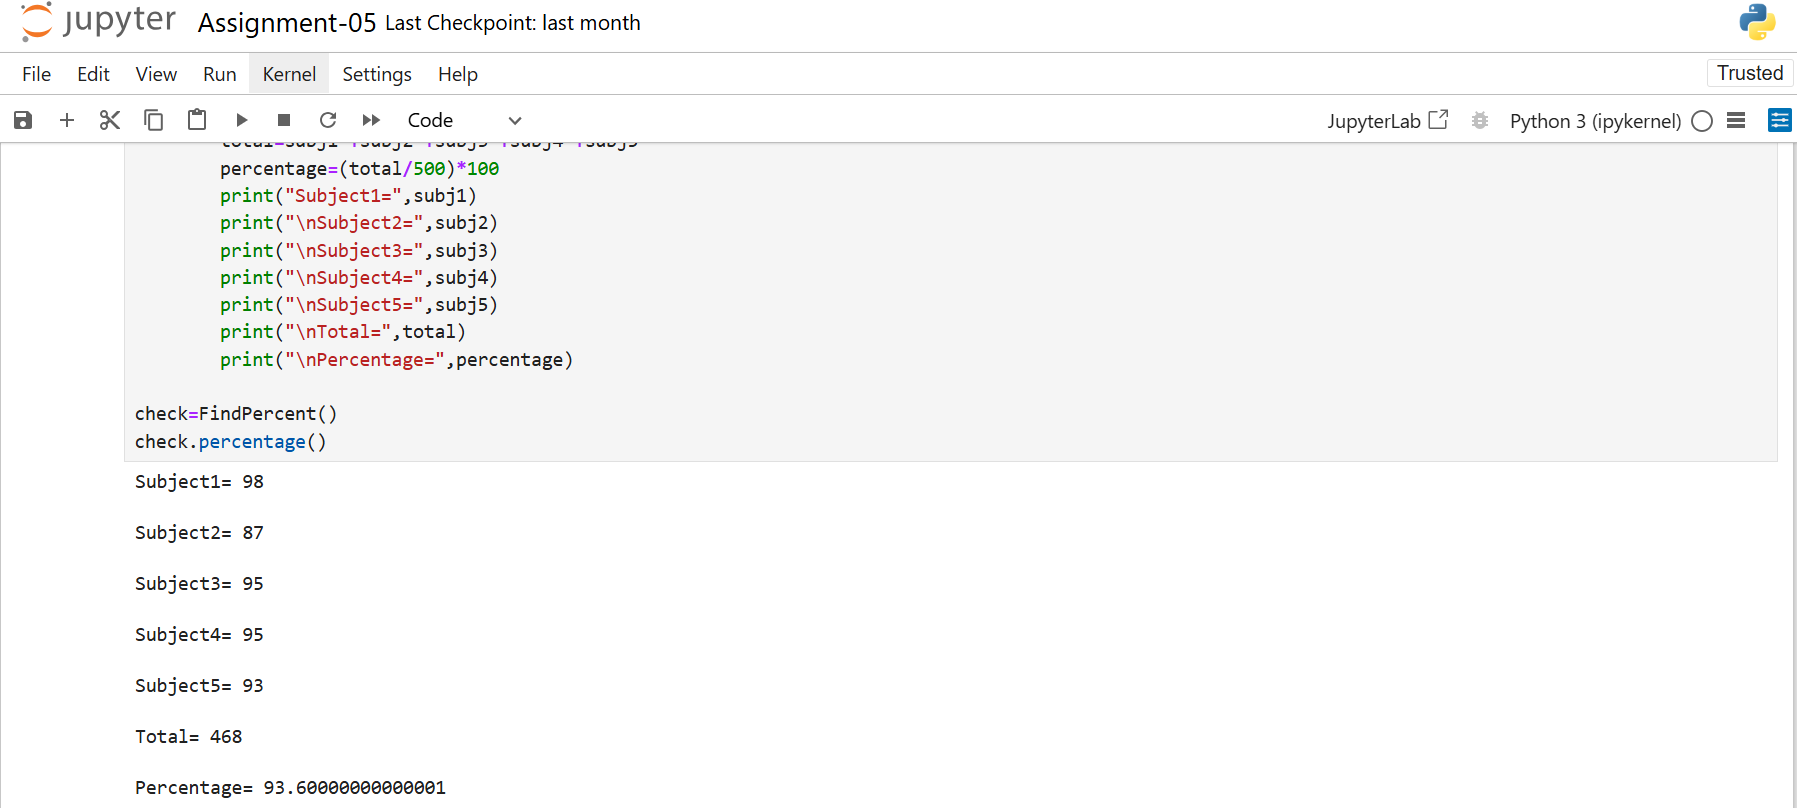 jupyter Assignment-05 Last Checkpoint: last month
File Edit View Run Kernel Settings Help
Trusted
Code
JupyterLab Python 3 (ipykernel)
percentage=(total/500)*100
print("Subject1=",subj1)
print("\nSubject2=",subj2)
print("\nSubject3=",subj3)
print("\nSubject4=",subj4)
print("\nSubject5=",subj5)
print("\nTotal=",total)
print("\nPercentage=",percentage)
check=FindPercent()
check.percentage()
Subject1= 98
Subject2= 87
Subject3= 95
Subject4= 95
Subject5= 93
Total= 468
Percentage= 93.60000000000001